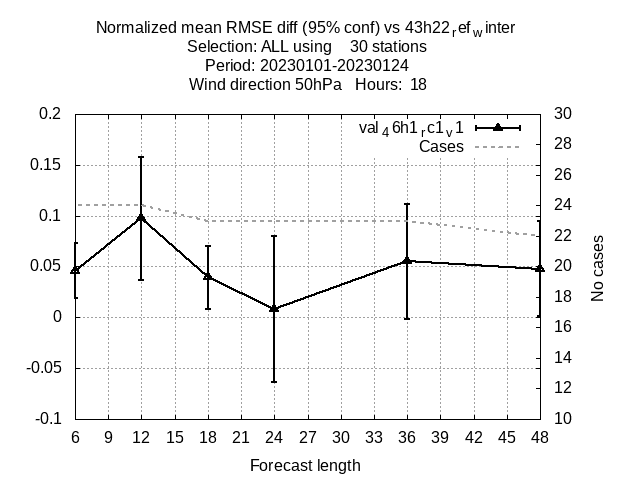 Normalized mean RMSE diff (95% conf) vs 43h22refwinter
Selection: ALL using 30 stations
Period: 20230101-20230124
Wind direction 50hPa Hours: 18
val46h1rc1v1
Cases
0.2
0.15
0.1
0.05
0
-0.05
-0.1
30
28
26
24
22
20
18
16
14
12
10
No cases
6 9 12 15 18 21 24 27 30 33 36 39 42 45 48
Forecast length